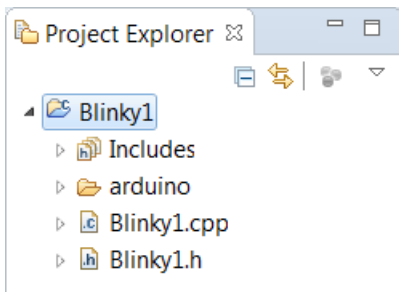 Project Explorer
Blinky1
Includes
arduino
Blinky1.cpp
Blinky1.h